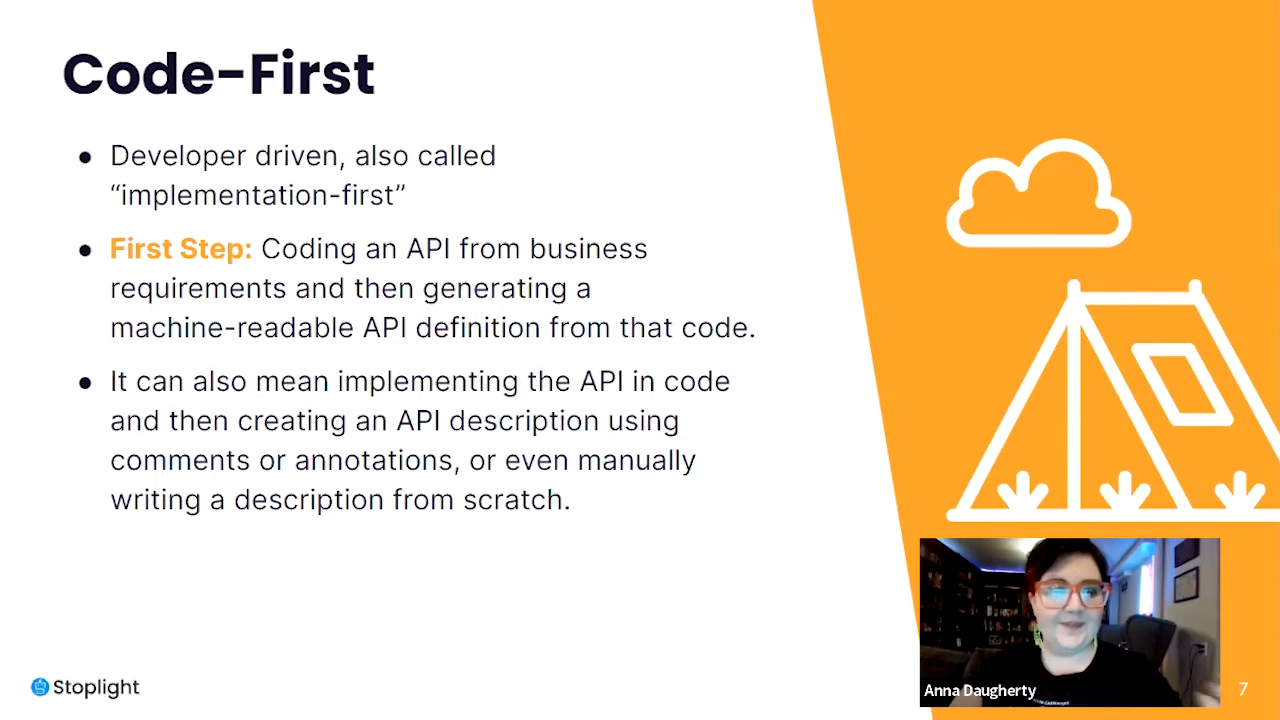 Code-First
● Developer driven, also called
“implementation-first”
● First Step: Coding an API from business
requirements and then generating a
machine-readable API definition from that code.
● It can also mean implementing the API in code
and then creating an API description using
comments or annotations, or even manually
writing a description from scratch.
Stoplight
Anna Daugherty
7